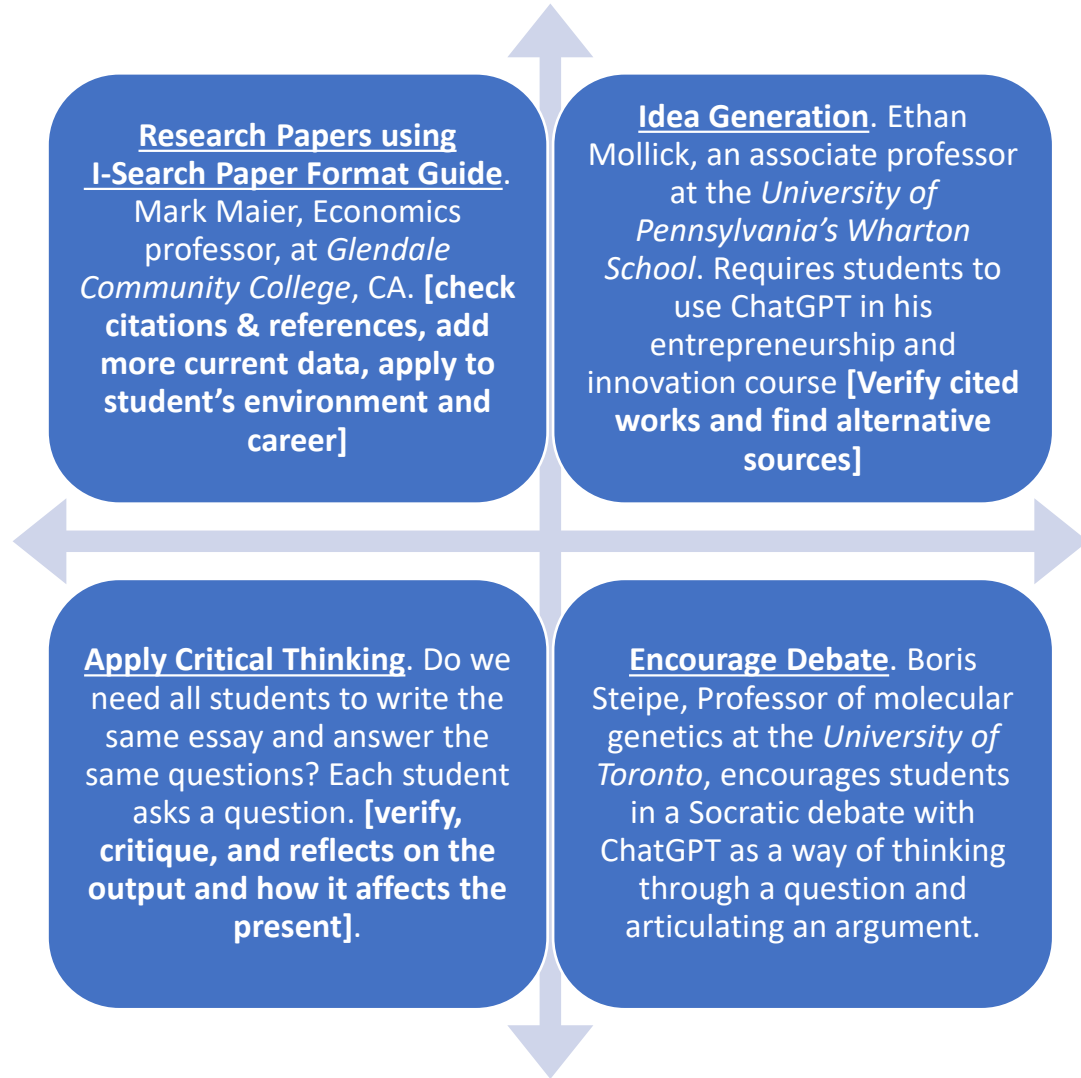 Research Papers using
I-Search Paper Format Guide.
Mark Maier, Economics
professor, at Glendale
Community College, CA. [check
citations & references, add
more current data, apply to
student’s environment and
career]
Idea Generation. Ethan
Mollick, an associate professor
at the University of
Pennsylvania’s Wharton
School. Requires students to
use ChatGPT in his
entrepreneurship and
innovation course [Verify cited
works and find alternative
sources]
Apply Critical Thinking. Do we
need all students to write the
same essay and answer the
same questions? Each student
asks a question. [verify,
critique, and reflects on the
output and how it affects the
present].
Encourage Debate. Boris
Steipe, Professor of molecular
genetics at the University of
Toronto, encourages students
in a Socratic debate with
ChatGPT as a way of thinking
through a question and
articulating an argument.